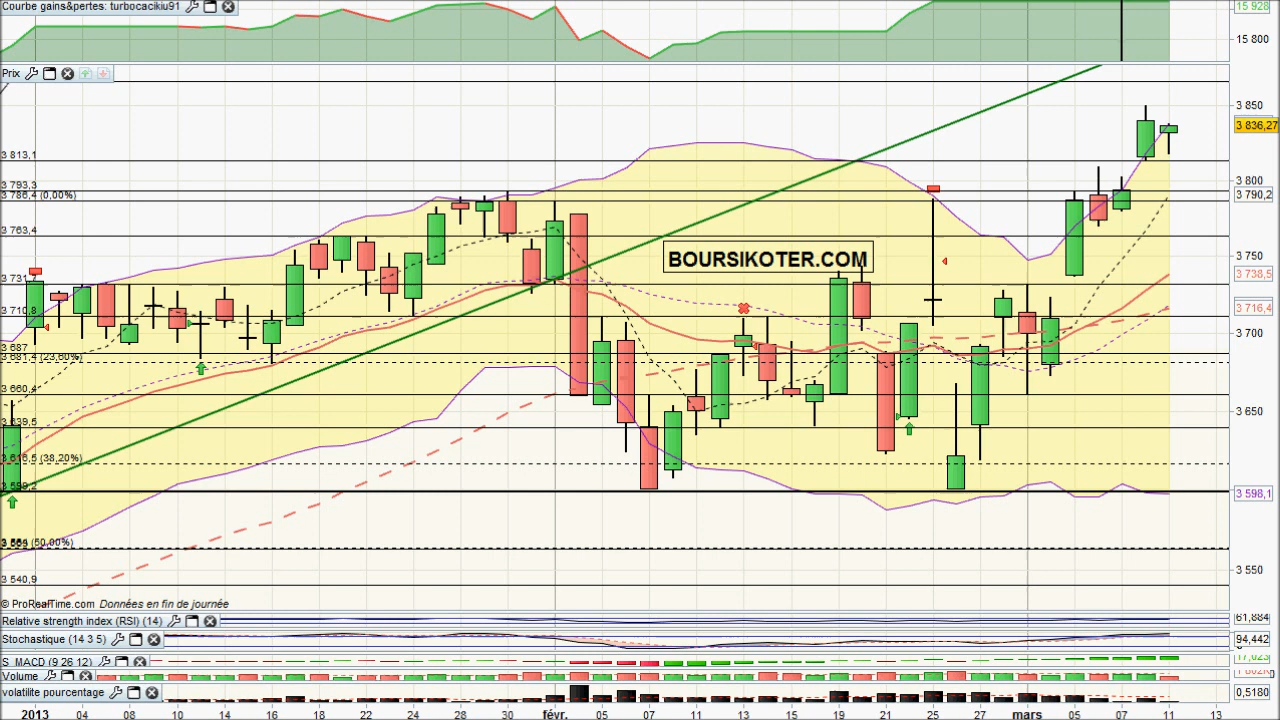 Courbe gains&pertes: turbocacikiu91
15 928
15 800
Prix
3 850
3 836,27
3 813,1
3 800
3 793,3
3 786,4 (0.00%)
3 790,2
3 763,4
BOURSIKOTER.COM
3 750
3 738,5
3 710,8
3 716,4
3 700
3 687
3 681,4 (23,60%)
3 660,4
3 650
3 639,5
3 616,5 (38,20%)
3 598,1
(50,00%)
3 550
3 540,9
© ProRealTime.com Données en fin de journée
Relative strength index (RSI) (14)
61,884
Stochastique (14 3 5)
94,442
S_MACD (9 26 12)
Volume
volatilite pourcentage
0,5180
2013 04 08 10 14 16 18 22 24 28 30 févr. 05 07 11 13 15 19 21 25 27 mars 05 07 11 13